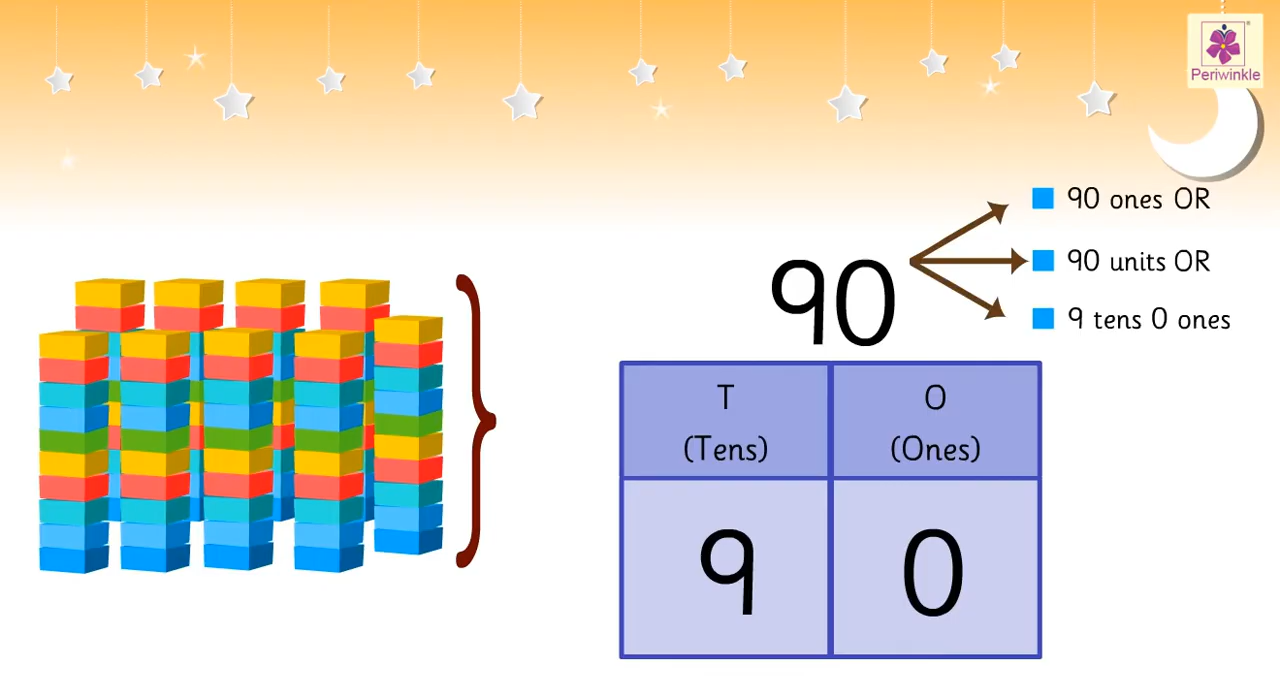 Periwinkle
90 ones OR
90
90 units OR
9 tens 0 ones
T
O
(Tens)
(Ones)
9
0